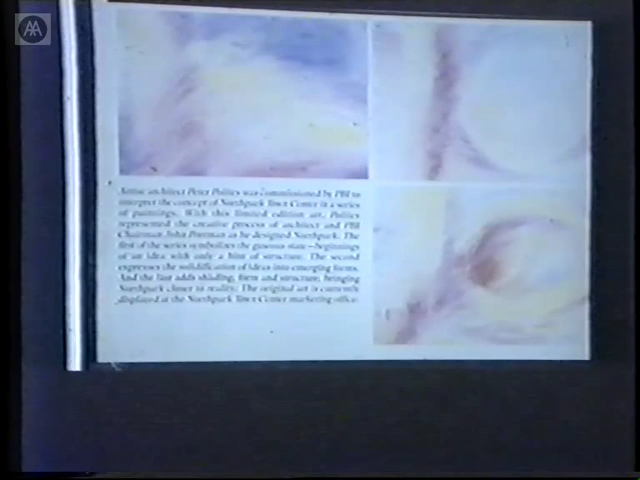 AA
Artist/architect Peter Politis was commissioned by PBI to
interpret the concept of Northpark Town Center in a series
of paintings. With this limited edition art, Politis
represented the creative process of architect and PBI
Chairman John Portman as he designed Northpark. The
first of the series symbolizes the gaseous state—beginnings
of an idea with only a hint of structure. The second
expresses the solidification of ideas into emerging forms.
And the last adds shading, form and structure, bringing
Northpark closer to reality. The original art is currently
displayed at the Northpark Town Center marketing office.